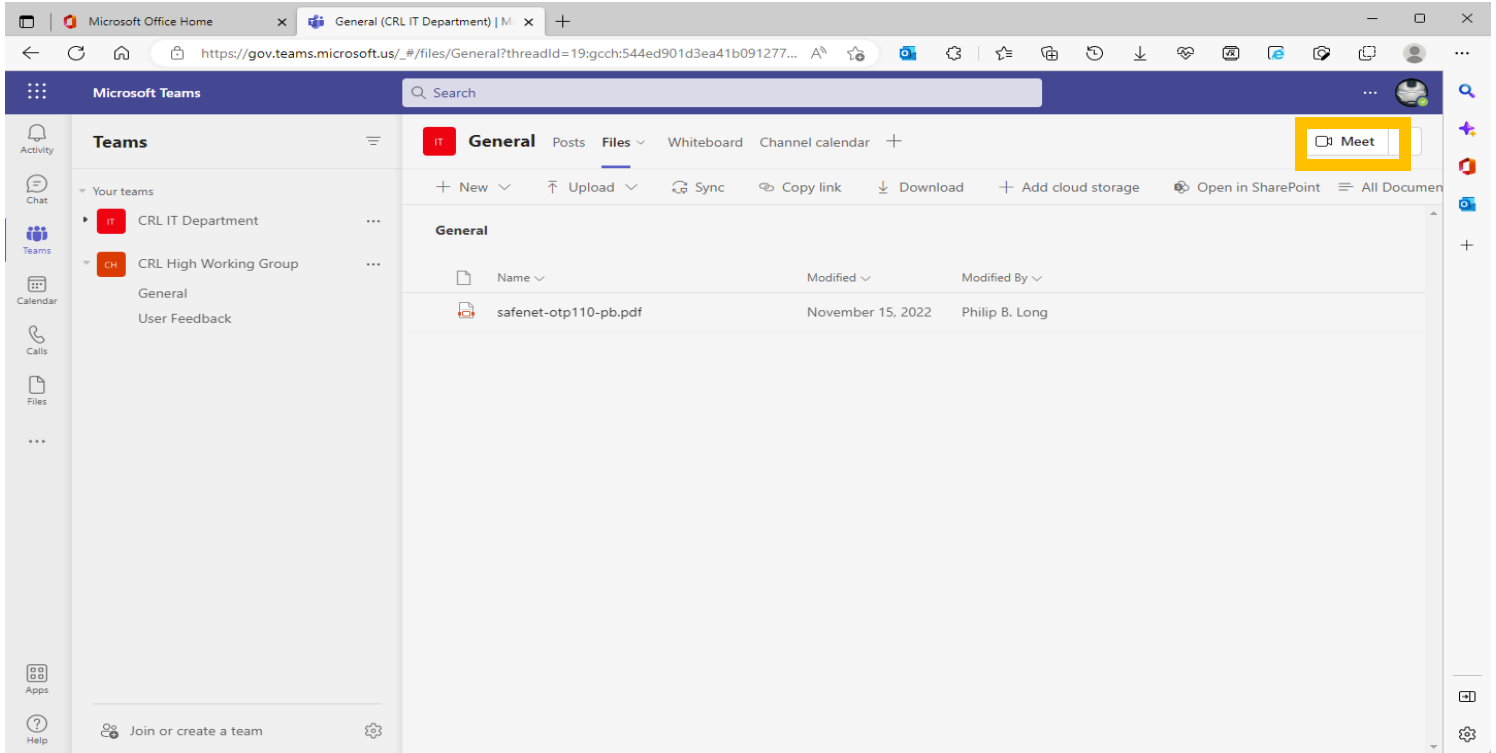 Microsoft Office Home
General (CRL IT Department) | Mi
https://gov.teams.microsoft.us/_#/files/General?threadId=19:gcch:544ed901d3ea41b091277...
Microsoft Teams
Search
Activity
Chat
Teams
Calendar
Calls
Files
Apps
Help
Teams
Your teams
IT CRL IT Department
CH CRL High Working Group
General
User Feedback
Join or create a team
IT General Posts Files Whiteboard Channel calendar
Meet
New Upload Sync Copy link Download Add cloud storage Open in SharePoint All Documen
General
Name Modified Modified By
safenet-otp110-pb.pdf November 15, 2022 Philip B. Long